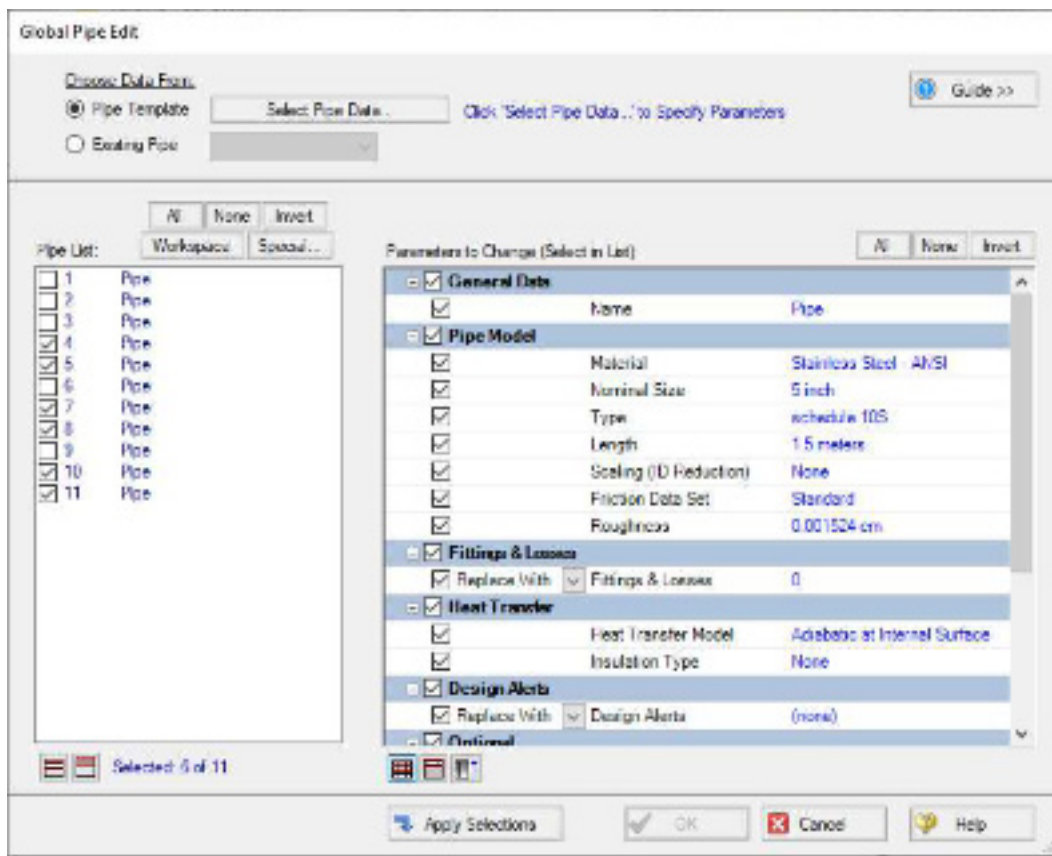 Global Pipe Edit
Choose Data From:
Pipe Template
Select Pipe Data...
Click 'Select Pipe Data...' to Specify Parameters
Guide >>
Existing Pipe
All None Invert
Pipe List:
Workspace Special...
Parameters to Change (Select in List)
All None Invert
1 Pipe
2 Pipe
3 Pipe
4 Pipe
5 Pipe
6 Pipe
7 Pipe
8 Pipe
9 Pipe
10 Pipe
11 Pipe
General Data
Name Pipe
Pipe Model
Material Stainless Steel - ANSI
Nominal Size 5 inch
Type schedule 10S
Length 1.5 meters
Scaling (ID Reduction) None
Friction Data Set Standard
Roughness 0.001524 cm
Fittings & Losses
Replace With Fittings & Losses 0
Heat Transfer
Heat Transfer Model Adiabatic at Internal Surface
Insulation Type None
Design Alerts
Replace With Design Alerts (none)
Optional
Selected: 6 of 11
Apply Selections
OK
Cancel
Help